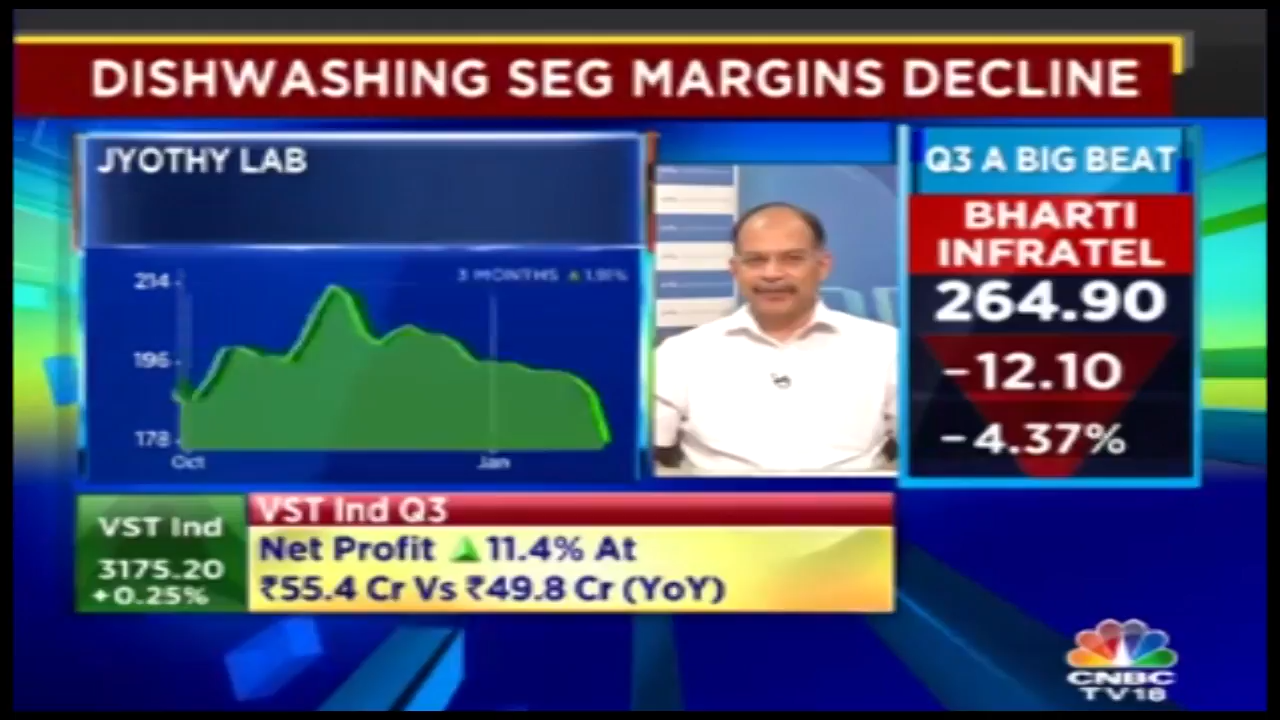 DISHWASHING SEG MARGINS DECLINE
JYOTHY LAB
3 MONTHS ▲1.91%
214
196
178
Oct
Jan
Q3 A BIG BEAT
BHARTI
INFRATEL
264.90
-12.10
-4.37%
VST Ind
3175.20
+0.25%
VST Ind Q3
Net Profit ▲11.4% At
₹55.4 Cr Vs ₹49.8 Cr (YoY)
CNBC
TV18